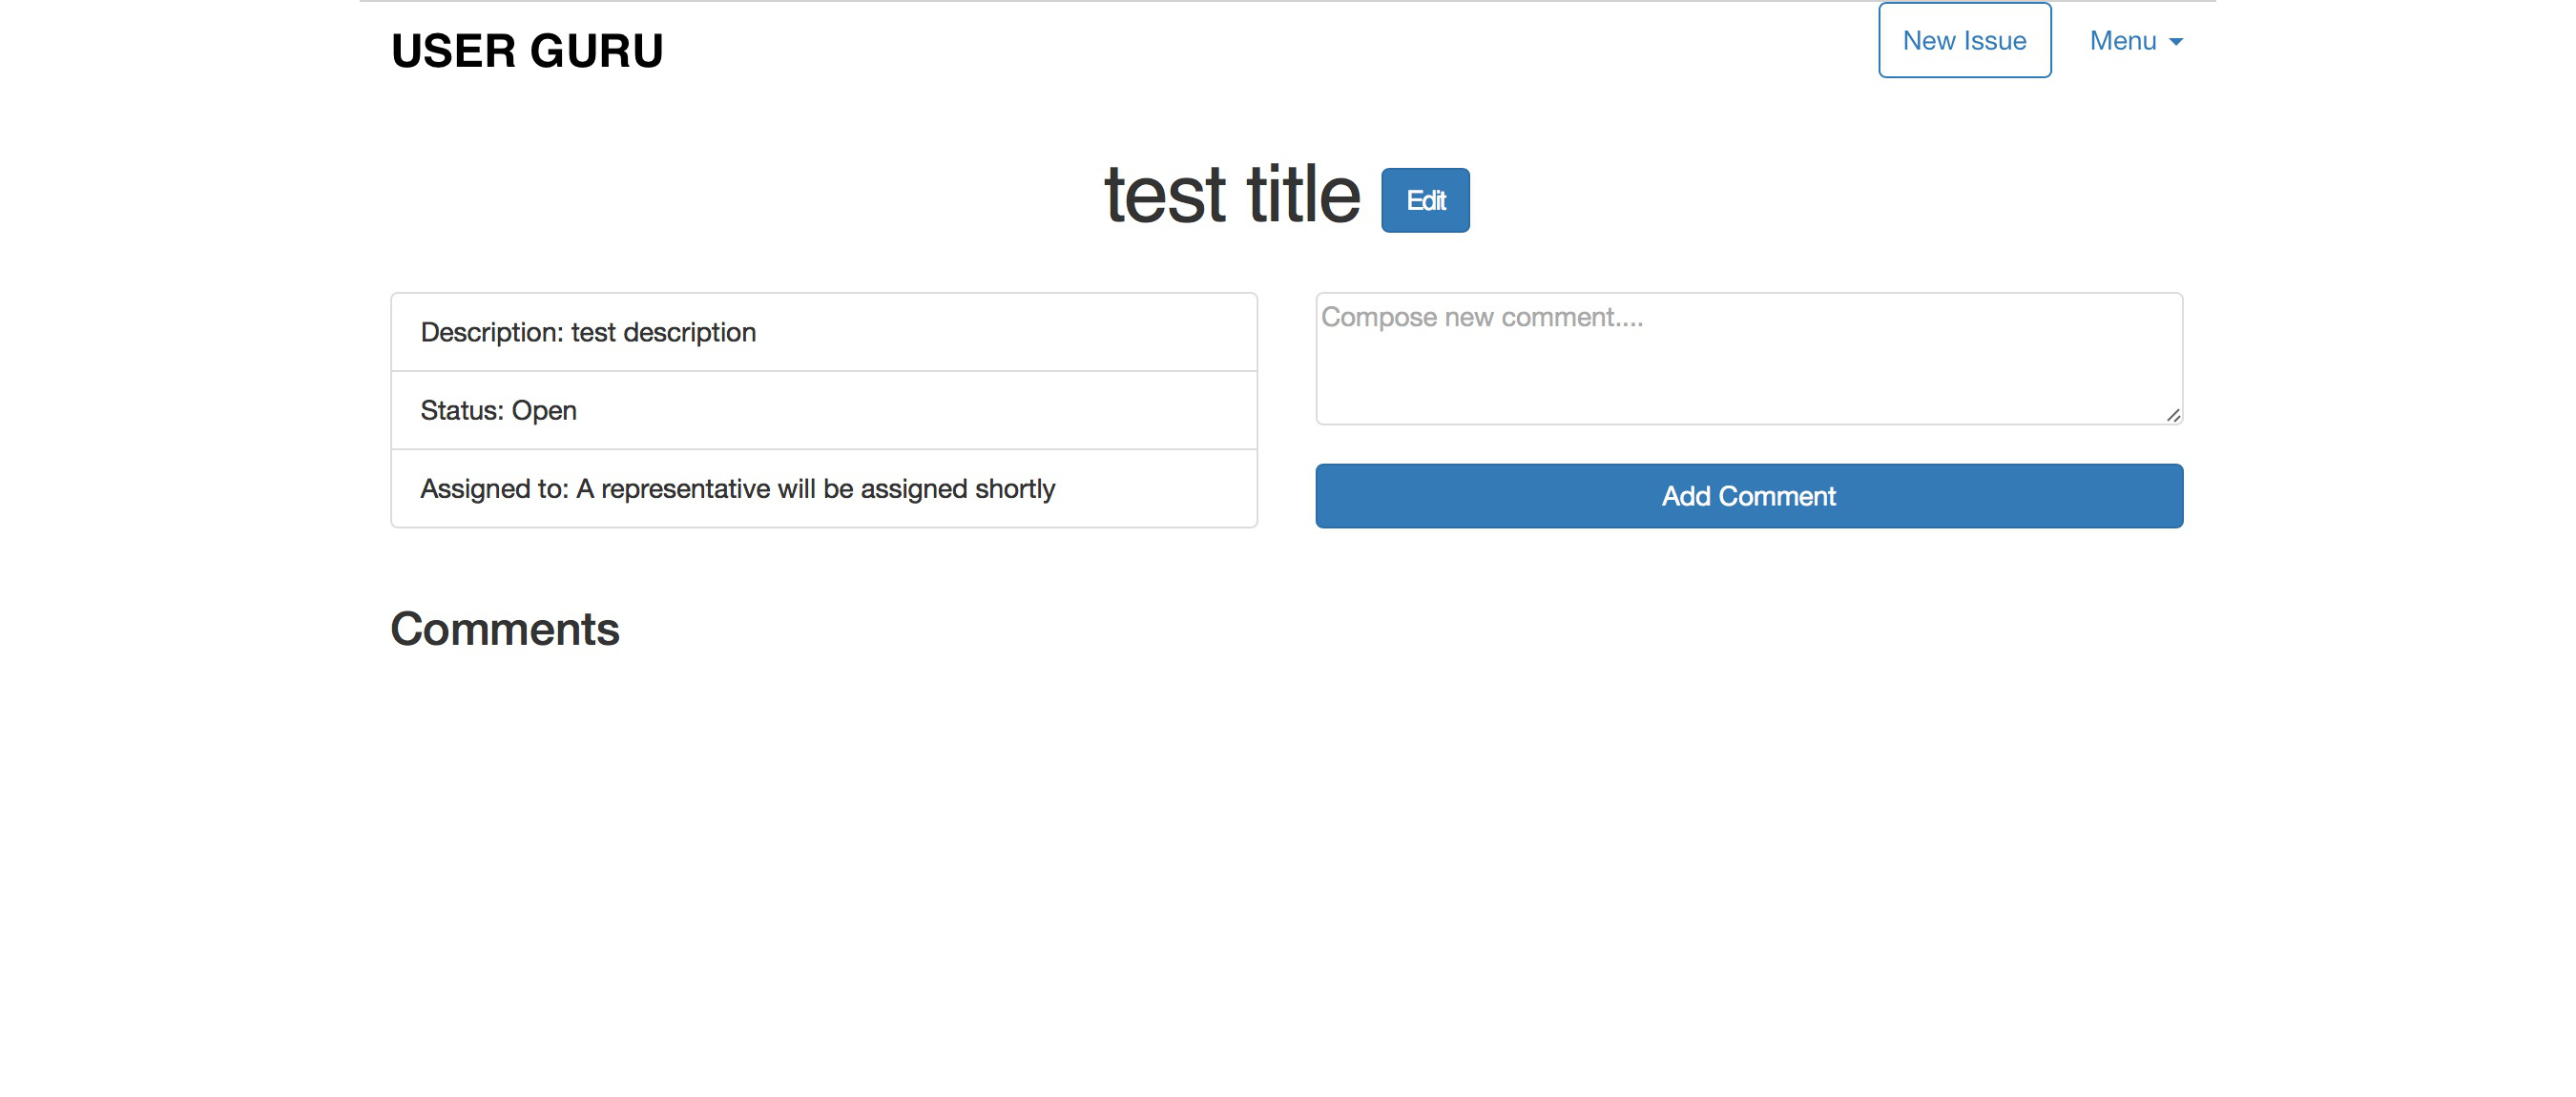 USER GURU
New Issue
Menu
test title
Edit
Description: test description
Status: Open
Assigned to: A representative will be assigned shortly
Compose new comment....
Add Comment
Comments